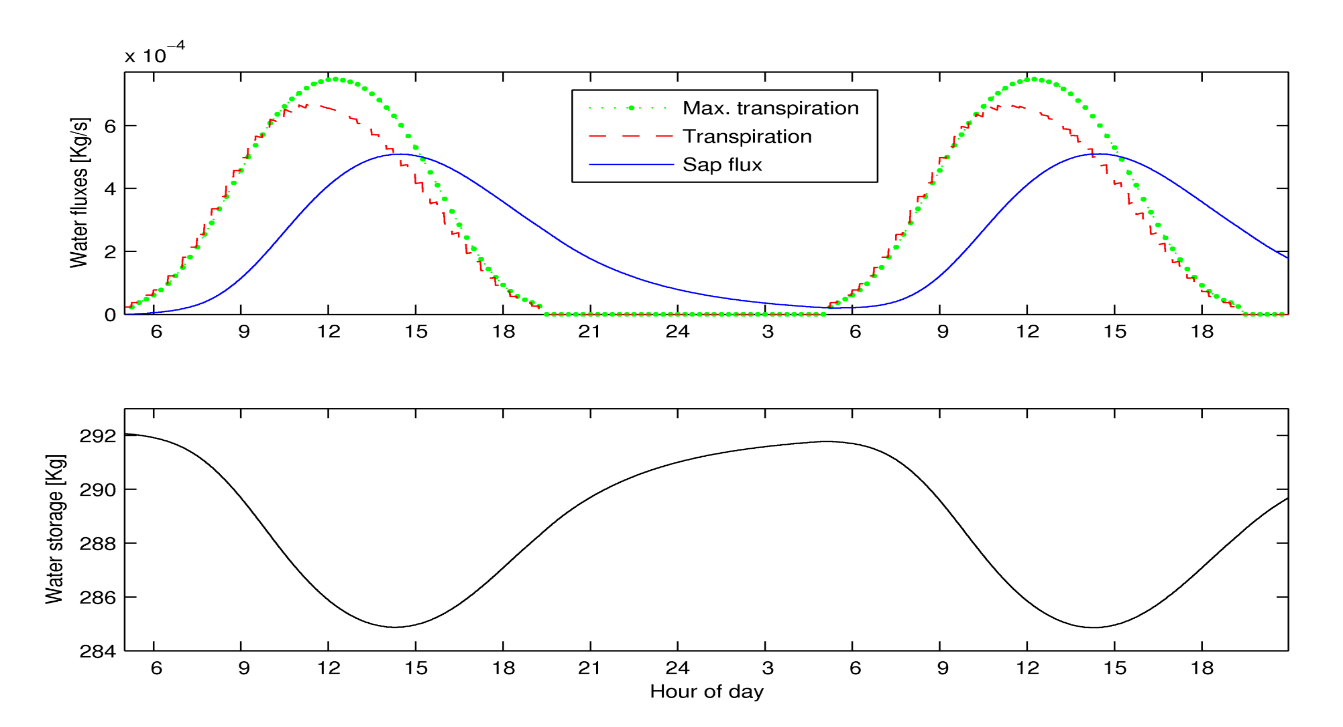 x 10⁻⁴
Water fluxes [Kg/s]
6
4
2
0
Max. transpiration
Transpiration
Sap flux
6 9 12 15 18 21 24 3 6 9 12 15 18
Water storage [Kg]
292
290
288
286
284
6 9 12 15 18 21 24 3 6 9 12 15 18
Hour of day